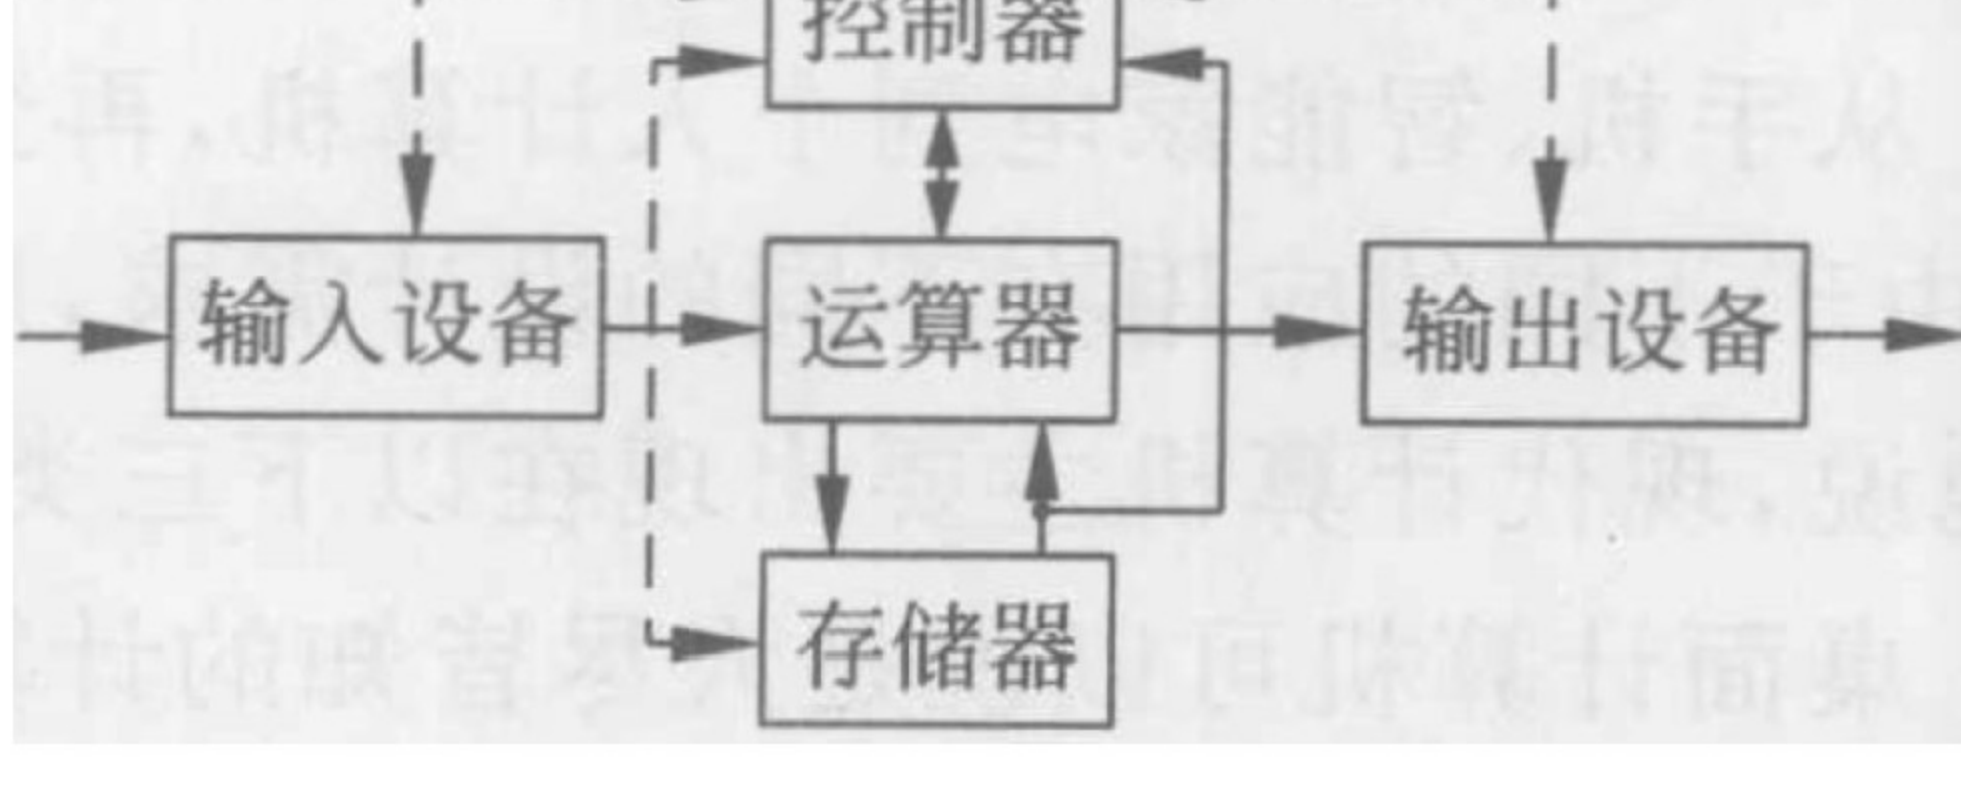 控制器
输入设备
运算器
输出设备
存储器